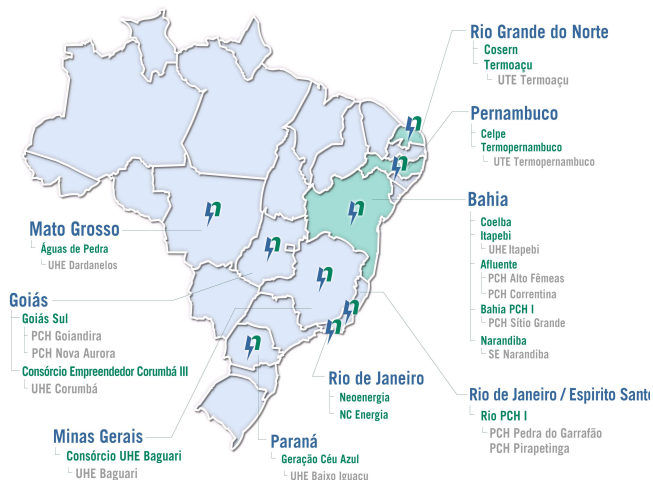 Rio Grande do Norte
Cosern
Termoaçu
UTE Termoaçu
Pernambuco
Celpe
Termopernambuco
UTE Termopernambuco
Bahia
Coelba
Itapebi
UHE Itapebi
Afluente
PCH Alto Fêmeas
PCH Correntina
Bahia PCH I
PCH Sítio Grande
Narandiba
SE Narandiba
Mato Grosso
Águas de Pedra
UHE Dardanelos
Goiás
Goiás Sul
PCH Goiandira
PCH Nova Aurora
Consórcio Empreendedor Corumbá III
UHE Corumbá
Rio de Janeiro
Neoenergia
NC Energia
Rio de Janeiro / Espirito Santo
Rio PCH I
PCH Pedra do Garrafão
PCH Pirapetinga
Minas Gerais
Consórcio UHE Baguari
UHE Baguari
Paraná
Geração Céu Azul
UHE Baixo Iguaçu